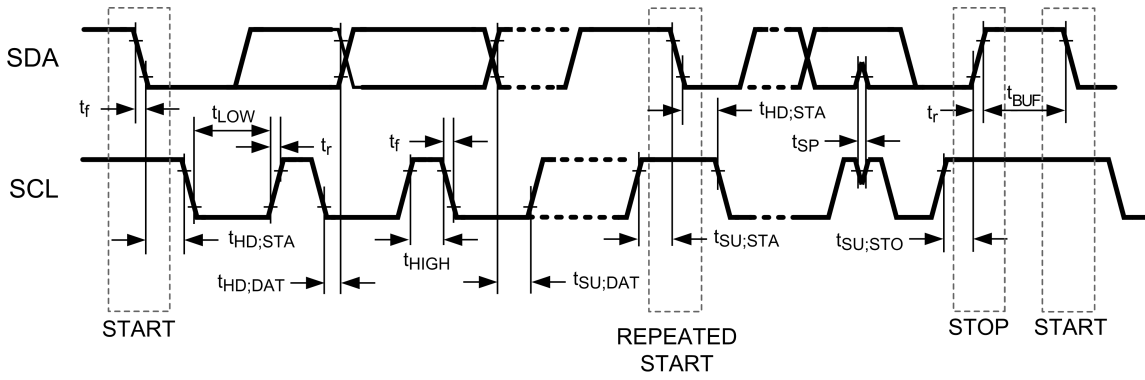 SDA
t_f
t_LOW
t_r
t_f
t_HD;STA
t_SP
t_r
t_BUF
SCL
t_HD;STA
t_HD;DAT
t_HIGH
t_SU;DAT
t_SU;STA
t_SU;STO
START
REPEATED
START
STOP
START